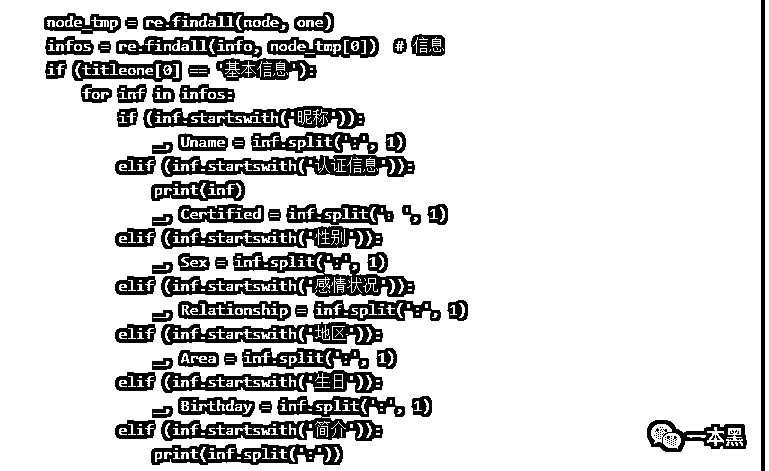 node_tmp = re.findall(node, one)
infos = re.findall(info, node_tmp[0])  # 信息
if (titleone[0] == '基本信息'):
    for inf in infos:
        if (inf.startswith('昵称')):
            _, Uname = inf.split(':', 1)
        elif (inf.startswith('认证信息')):
            print(inf)
            _, Certified = inf.split('：', 1)
        elif (inf.startswith('性别')):
            _, Sex = inf.split(':', 1)
        elif (inf.startswith('感情状况')):
            _, Relationship = inf.split(':', 1)
        elif (inf.startswith('地区')):
            _, Area = inf.split(':', 1)
        elif (inf.startswith('生日')):
            _, Birthday = inf.split(':', 1)
        elif (inf.startswith('简介')):
            print(inf.split(':'))
一本黑